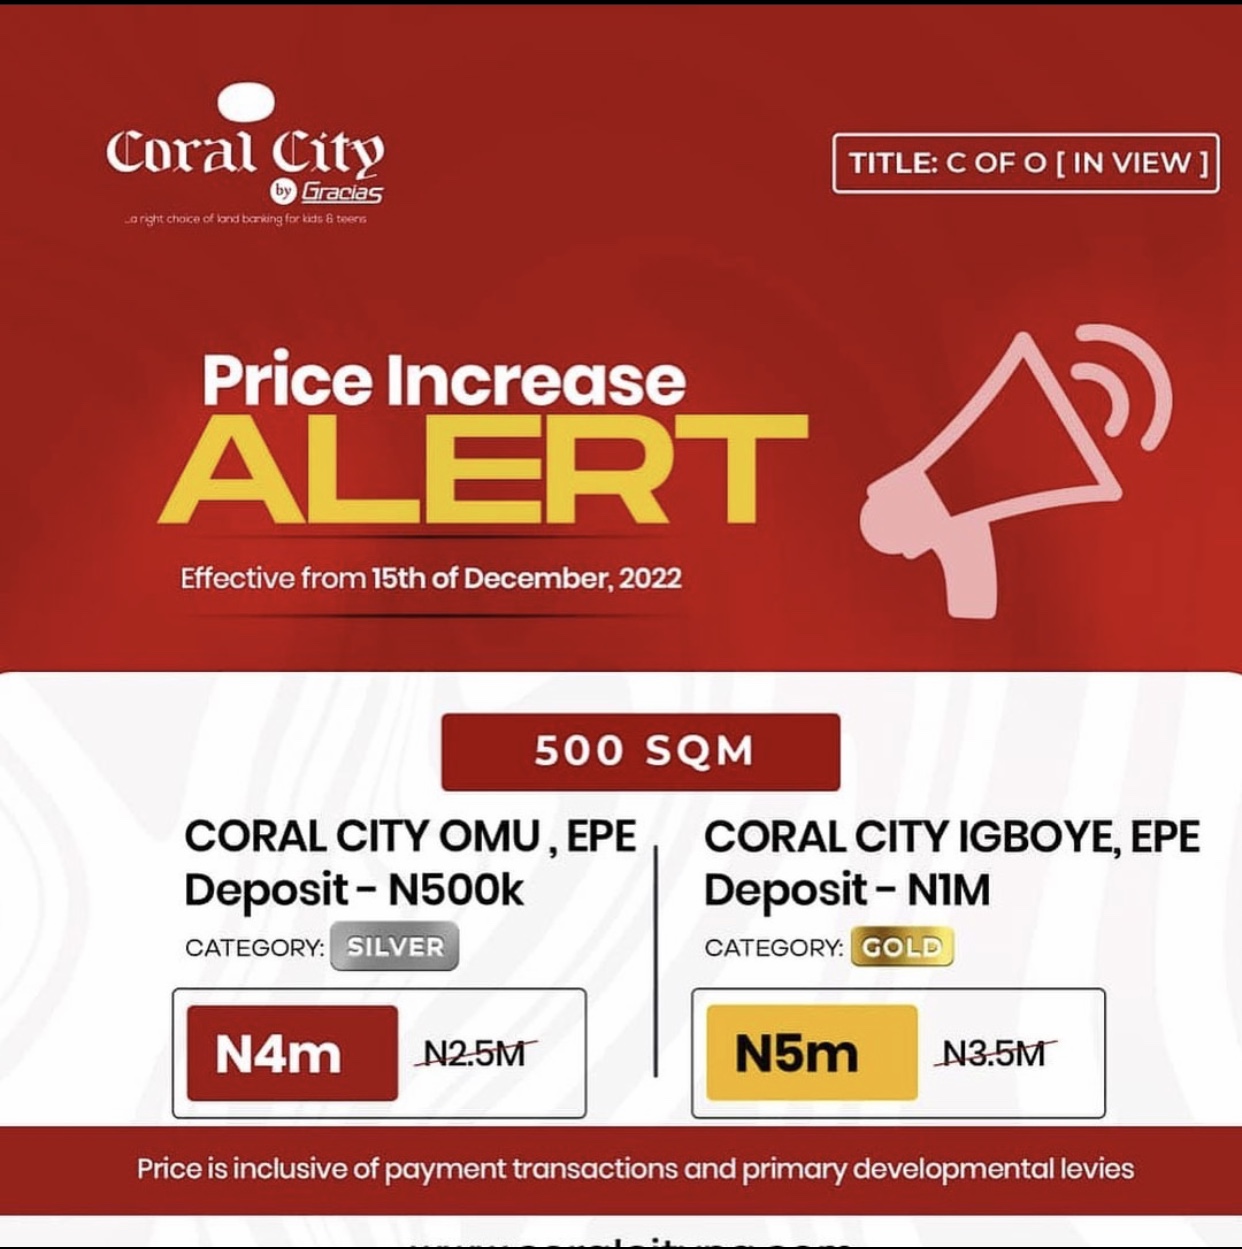 Coral City
by Gracias
...a right choice of land banking for kids & teens
TITLE: C OF O [ IN VIEW ]
Price Increase
ALERT
Effective from 15th of December, 2022
500 SQM
CORAL CITY OMU , EPE
Deposit - N500k
CATEGORY: SILVER
N4m N2.5M
CORAL CITY IGBOYE, EPE
Deposit - N1M
CATEGORY: GOLD
N5m N3.5M
Price is inclusive of payment transactions and primary developmental levies